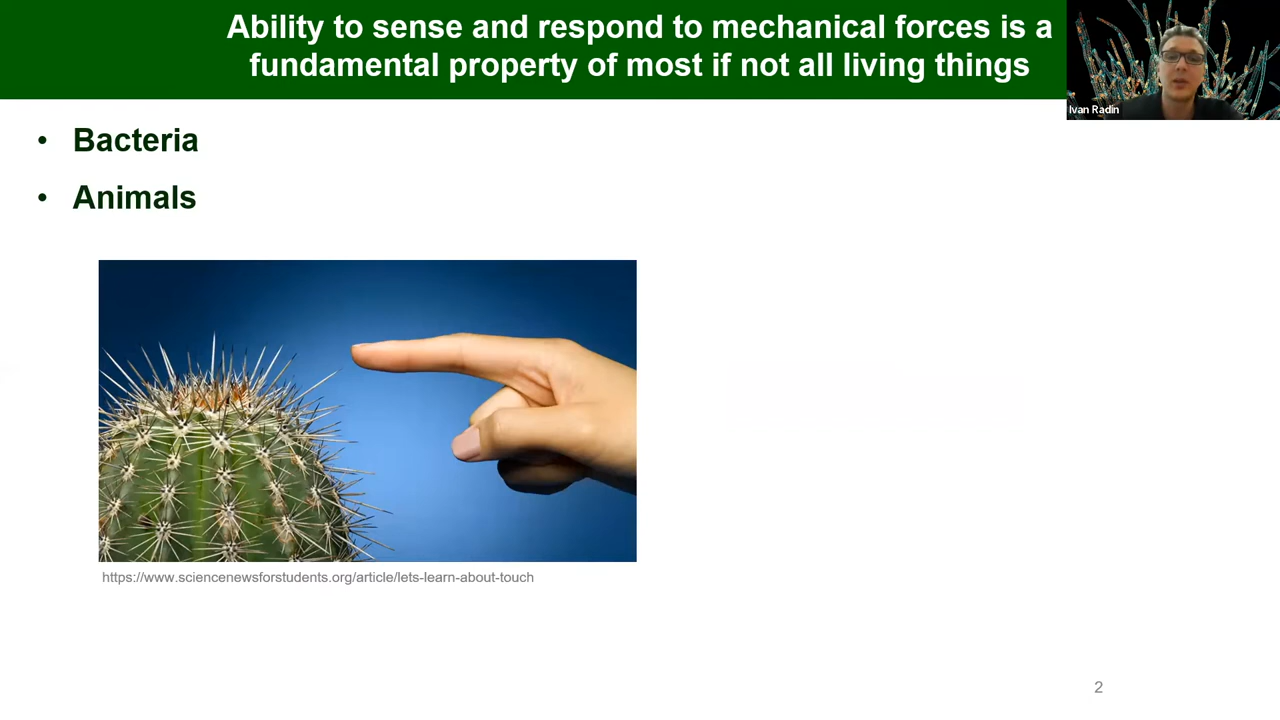 Ability to sense and respond to mechanical forces is a
fundamental property of most if not all living things
Ivan Radin
• Bacteria
• Animals
https://www.sciencenewsforstudents.org/article/lets-learn-about-touch
2